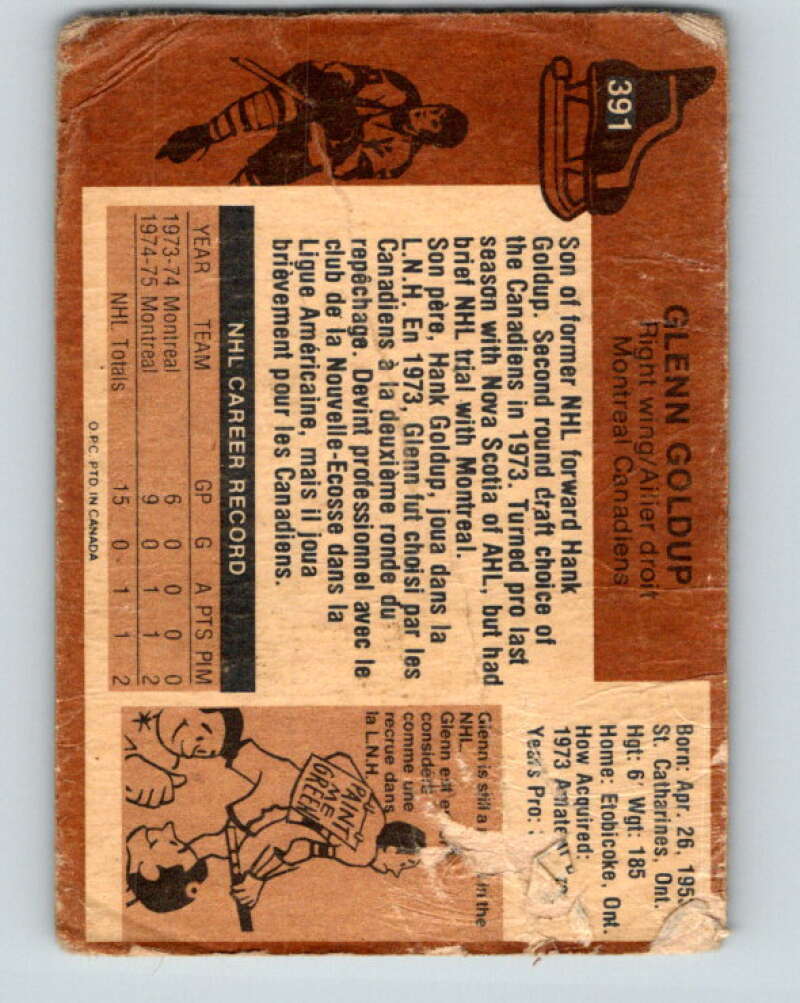 391
GLENN GOLDUP
Right wing/Ailier droit
Montreal Canadiens
Born: Apr. 26, 195
St. Catharines, Ont.
Hgt: 6' Wgt: 185
Home: Etobicoke, Ont.
How Acquired:
1973 Amateur
Years Pro:
Son of former NHL forward Hank
Goldup. Second round draft choice of
the Canadiens in 1973. Turned pro last
season with Nova Scotia of AHL, but had
brief NHL trial with Montreal.
Son père, Hank Goldup, joua dans la
L.N.H. En 1973, Glenn fut choisi par les
Canadiens à la deuxième ronde du
repêchage. Devint professionnel avec le
club de la Nouvelle-Ecosse dans la
Ligue Américaine, mais il joua
brièvement pour les Canadiens.
NHL CAREER RECORD
YEAR TEAM GP G A PTS PIM
1973-74 Montreal 6 0 0 0 0
1974-75 Montreal 9 0 1 1 2
NHL Totals 15 0 1 1 2
Glenn is still a in the
NHL.
Glenn est
considéré
comme une
recrue dans
la L.N.H.
PAINT
ME
GREEN
O.P.C. PTD. IN CANADA